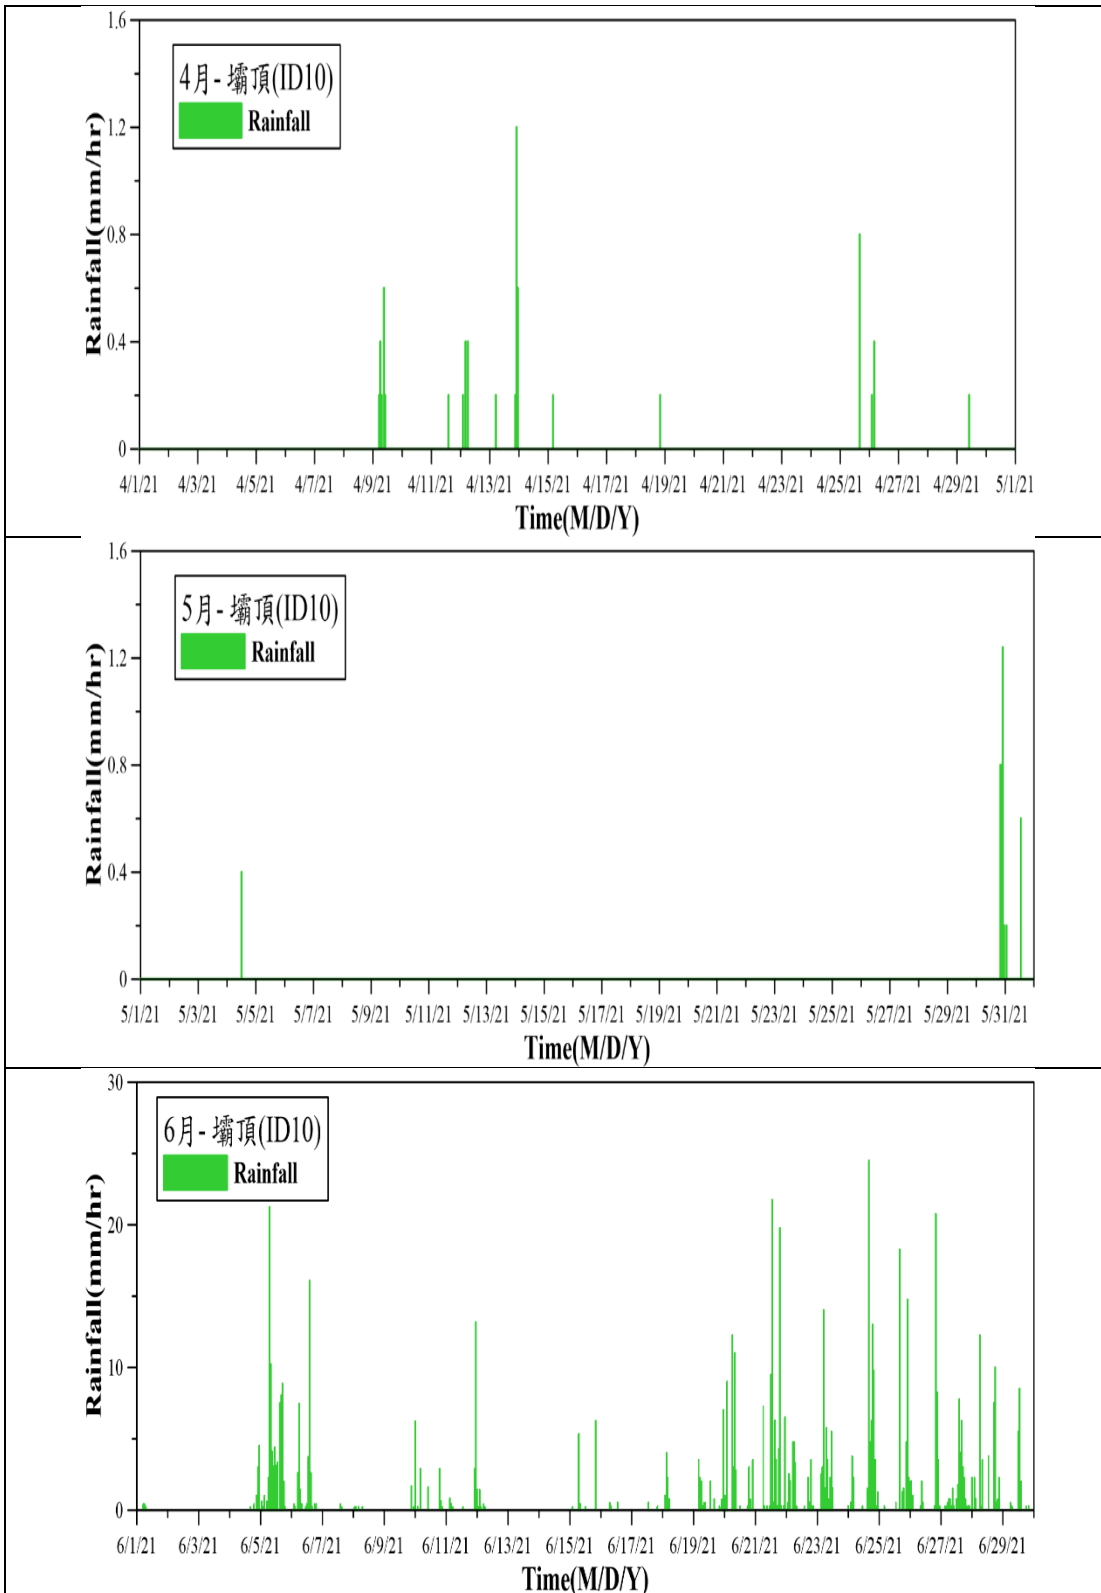 1.6
4月-壩頂(ID10)
Rainfall
1.2
0.8
0.4
0
Rainfall(mm/hr)
4/1/21 4/3/21 4/5/21 4/7/21 4/9/21 4/11/21 4/13/21 4/15/21 4/17/21 4/19/21 4/21/21 4/23/21 4/25/21 4/27/21 4/29/21 5/1/21
Time(M/D/Y)
1.6
5月-壩頂(ID10)
Rainfall
1.2
0.8
0.4
0
Rainfall(mm/hr)
5/1/21 5/3/21 5/5/21 5/7/21 5/9/21 5/11/21 5/13/21 5/15/21 5/17/21 5/19/21 5/21/21 5/23/21 5/25/21 5/27/21 5/29/21 5/31/21
Time(M/D/Y)
30
6月-壩頂(ID10)
Rainfall
20
10
0
Rainfall(mm/hr)
6/1/21 6/3/21 6/5/21 6/7/21 6/9/21 6/11/21 6/13/21 6/15/21 6/17/21 6/19/21 6/21/21 6/23/21 6/25/21 6/27/21 6/29/21
Time(M/D/Y)